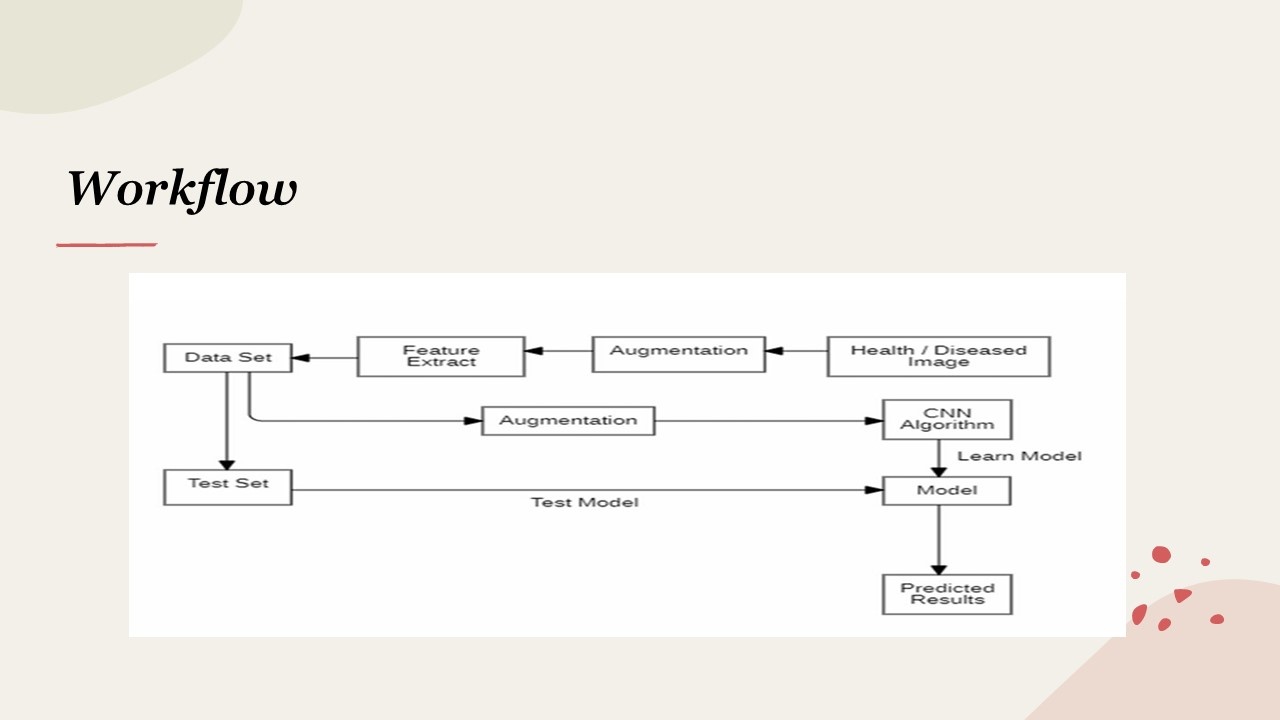 Workflow
Data Set
Feature
Extract
Augmentation
Health / Diseased
Image
Augmentation
CNN
Algorithm
Learn Model
Test Set
Test Model
Model
Predicted
Results